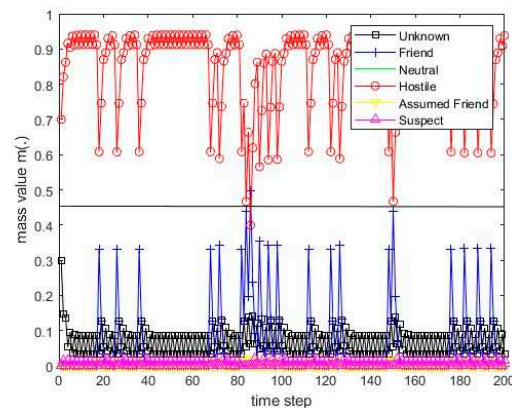 mass value m(.)
1
0.9
0.8
0.7
0.6
0.5
0.4
0.3
0.2
0.1
0
0 20 40 60 80 100 120 140 160 180 200
time step
Unknown
Friend
Neutral
Hostile
Assumed Friend
Suspect